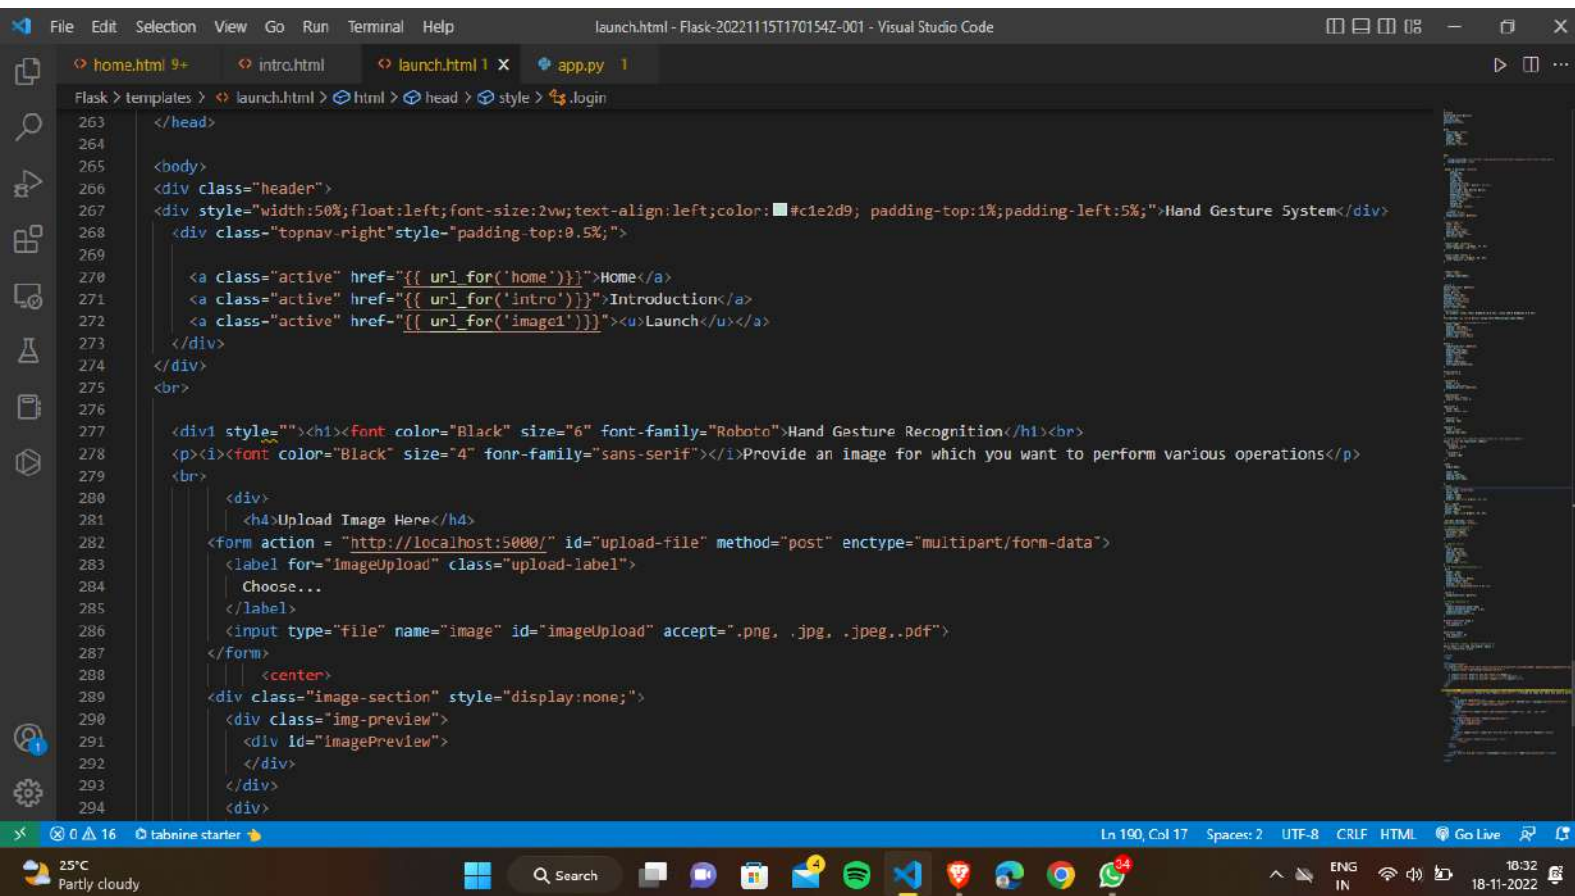 File Edit Selection View Go Run Terminal Help launch.html - Flask-20221115T170154Z-001 - Visual Studio Code
home.html 9+ intro.html launch.html 1 X app.py 1
Flask > templates > launch.html > html > head > style > .login
263 </head>
264
265 <body>
266 <div class="header">
267 <div style="width:50%;float:left;font-size:2vw;text-align:left;color:#c1e2d9; padding-top:1%;padding-left:5%;">Hand Gesture System</div>
268 <div class="topnav-right"style="padding-top:0.5%;">
269
270 <a class="active" href="{{ url_for('home')}}">Home</a>
271 <a class="active" href="{{ url_for('intro')}}">Introduction</a>
272 <a class="active" href="{{ url_for('image1')}}"><u>Launch</u></a>
273 </div>
274 </div>
275 <br>
276
277 <div1 style=""><h1><font color="Black" size="6" font-family="Roboto">Hand Gesture Recognition</h1><br>
278 <p><i><font color="Black" size="4" fonr-family="sans-serif"></i>Provide an image for which you want to perform various operations</p>
279 <br>
280 <div>
281 <h4>Upload Image Here</h4>
282 <form action = "http://localhost:5000/" id="upload-file" method="post" enctype="multipart/form-data">
283 <label for="imageUpload" class="upload-label">
284 Choose...
285 </label>
286 <input type="file" name="image" id="imageUpload" accept=".png, .jpg, .jpeg,.pdf">
287 </form>
288 <center>
289 <div class="image-section" style="display:none;">
290 <div class="img-preview">
291 <div id="imagePreview">
292 </div>
293 </div>
294 <div>
0 16 tabnine starter Ln 190, Col 17 Spaces: 2 UTF-8 CRLF HTML Go Live
25°C Partly cloudy Search 4 34 ENG IN 18:32 18-11-2022